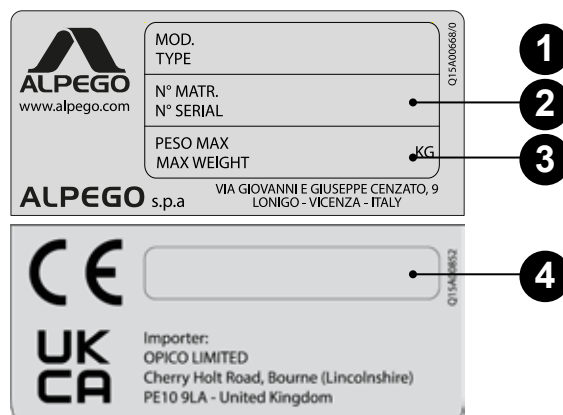 ALPEGO
www.alpego.com
MOD.
TYPE
N° MATR.
N° SERIAL
PESO MAX
MAX WEIGHT
KG
Q15A00668/0
ALPEGO s.p.a
VIA GIOVANNI E GIUSEPPE CENZATO, 9
LONIGO - VICENZA - ITALY
1
2
3
CE
Q15A00852
4
UK
CA
Importer:
OPICO LIMITED
Cherry Holt Road, Bourne (Lincolnshire)
PE10 9LA - United Kingdom